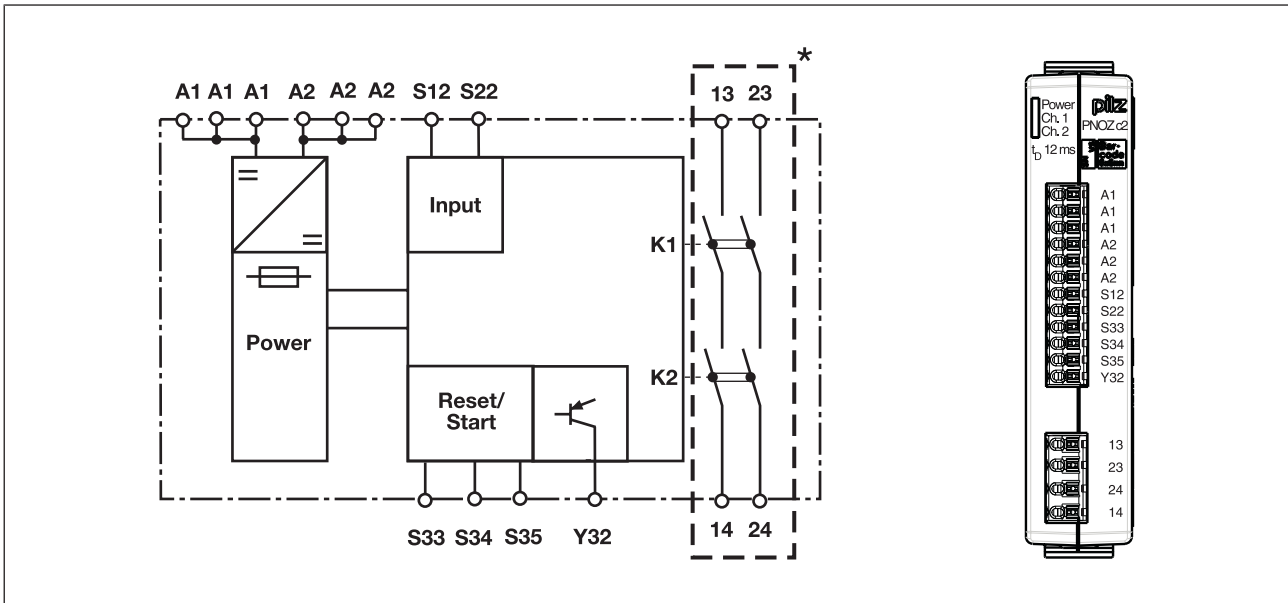 *
A1 A1 A1 A2 A2 A2 S12 S22 13 23
Input
K1
Power
K2
Reset/
Start
S33 S34 S35 Y32 14 24
Power
Ch. 1
Ch. 2
tD 12 ms
pilz
PNOZ c2
A1
A1
A1
A2
A2
A2
S12
S22
S33
S34
S35
Y32
13
23
24
14